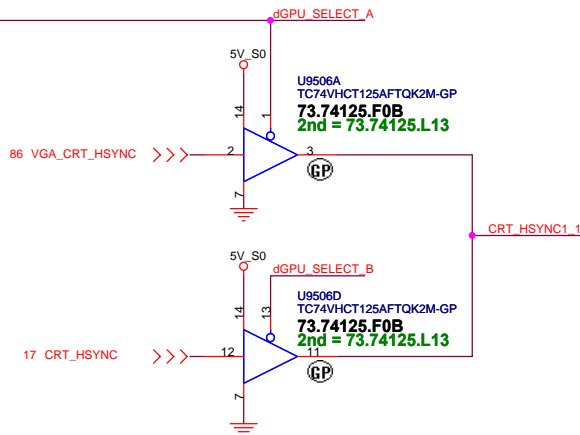 dGPU_SELECT_A
5V_S0
U9506A
TC74VHCT125AFTQK2M-GP
73.74125.F0B
2nd = 73.74125.L13
14
1
86 VGA_CRT_HSYNC
2
3
GP
7
CRT_HSYNC1_1
5V_S0
dGPU_SELECT_B
U9506D
TC74VHCT125AFTQK2M-GP
73.74125.F0B
2nd = 73.74125.L13
14
13
17 CRT_HSYNC
12
11
GP
7